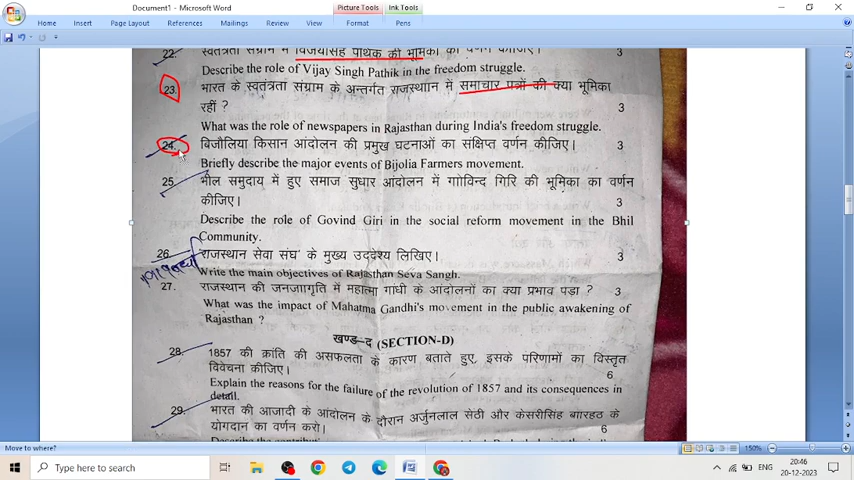 Document1 - Microsoft Word
Picture Tools
Ink Tools
Home
Insert
Page Layout
References
Mailings
Review
View
Format
Pens
22. स्वतंत्रता संग्राम में विजयसिंह पथिक की भूमिका का वर्णन कीजिए। 3
Describe the role of Vijay Singh Pathik in the freedom struggle.
23. भारत के स्वतंत्रता संग्राम के अन्तर्गत राजस्थान में समाचार पत्रों की क्या भूमिका
रहीं ? 3
What was the role of newspapers in Rajasthan during India's freedom struggle.
24. बिजौलिया किसान आंदोलन की प्रमुख घटनाओं का संक्षिप्त वर्णन कीजिए। 3
Briefly describe the major events of Bijolia Farmers movement.
25. भील समुदाय में हुए समाज सुधार आंदोलन में गोविन्द गिरि की भूमिका का वर्णन
कीजिए। 3
Describe the role of Govind Giri in the social reform movement in the Bhil
Community.
26. राजस्थान सेवा संघ' के मुख्य उद्देश्य लिखिए। 3
Write the main objectives of Rajasthan Seva Sangh.
27. राजस्थान की जनजाागृति में महात्मा गांधी के आंदोलनों का क्या प्रभाव पड़ा ? 3
What was the impact of Mahatma Gandhi's movement in the public awakening of
Rajasthan ?
खण्ड-द (SECTION-D)
28. 1857 की क्रांति की असफलता के कारण बताते हुए, इसके परिणामों का विस्तृत
विवेचना कीजिए। 6
Explain the reasons for the failure of the revolution of 1857 and its consequences in
detail.
29. भारत की आजादी के आंदोलन के दौरान अर्जुनलाल सेठी और केसरीसिंह बाारहठ के
योगदान का वर्णन करो। 6
Move to where?
150%
Type here to search
ENG
20:46
20-12-2023